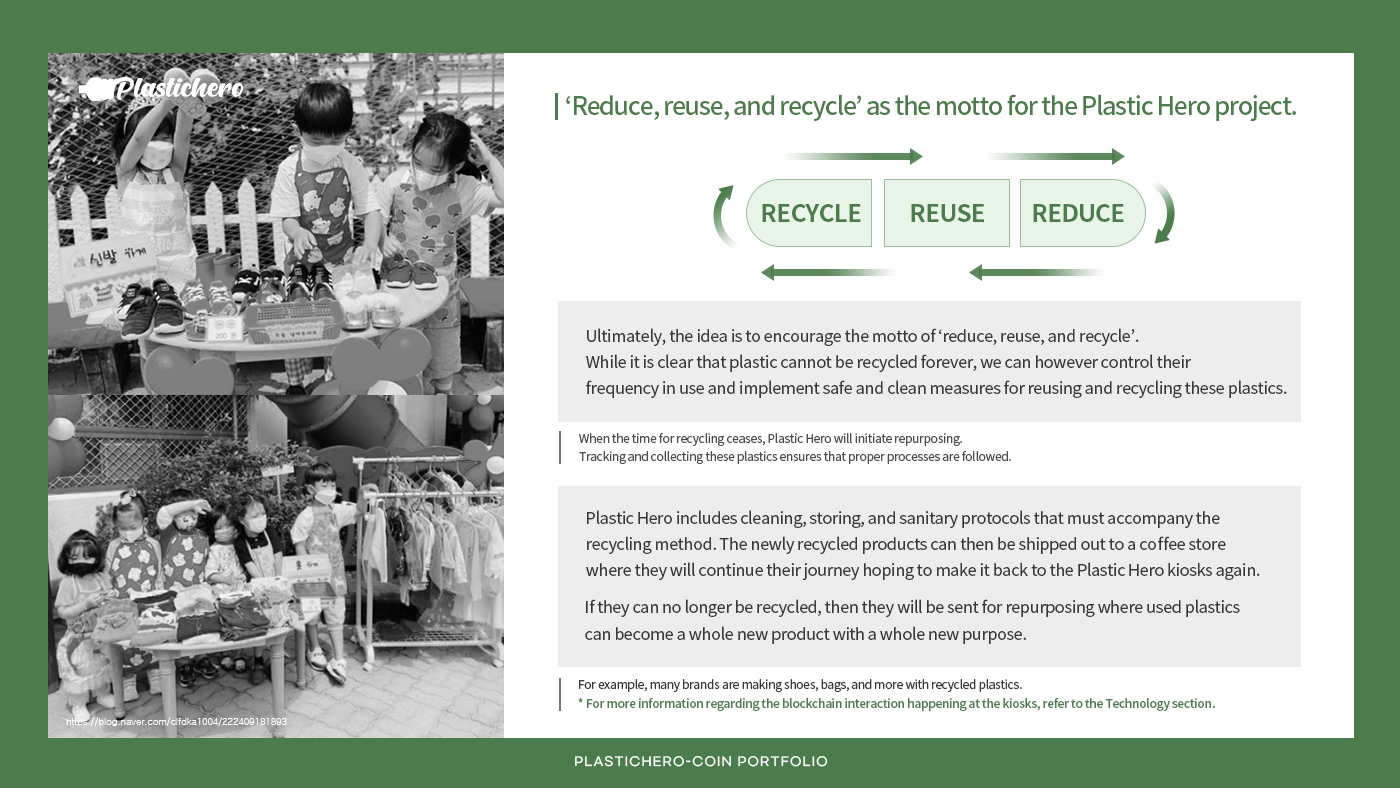 Plastichero
신발 가게
200 원
https://blog.naver.com/clfdka1004/222409181893
‘Reduce, reuse, and recycle’ as the motto for the Plastic Hero project.
RECYCLE REUSE REDUCE
Ultimately, the idea is to encourage the motto of ‘reduce, reuse, and recycle’.
While it is clear that plastic cannot be recycled forever, we can however control their
frequency in use and implement safe and clean measures for reusing and recycling these plastics.
When the time for recycling ceases, Plastic Hero will initiate repurposing.
Tracking and collecting these plastics ensures that proper processes are followed.
Plastic Hero includes cleaning, storing, and sanitary protocols that must accompany the
recycling method. The newly recycled products can then be shipped out to a coffee store
where they will continue their journey hoping to make it back to the Plastic Hero kiosks again.
If they can no longer be recycled, then they will be sent for repurposing where used plastics
can become a whole new product with a whole new purpose.
For example, many brands are making shoes, bags, and more with recycled plastics.
* For more information regarding the blockchain interaction happening at the kiosks, refer to the Technology section.
PLASTICHERO-COIN PORTFOLIO